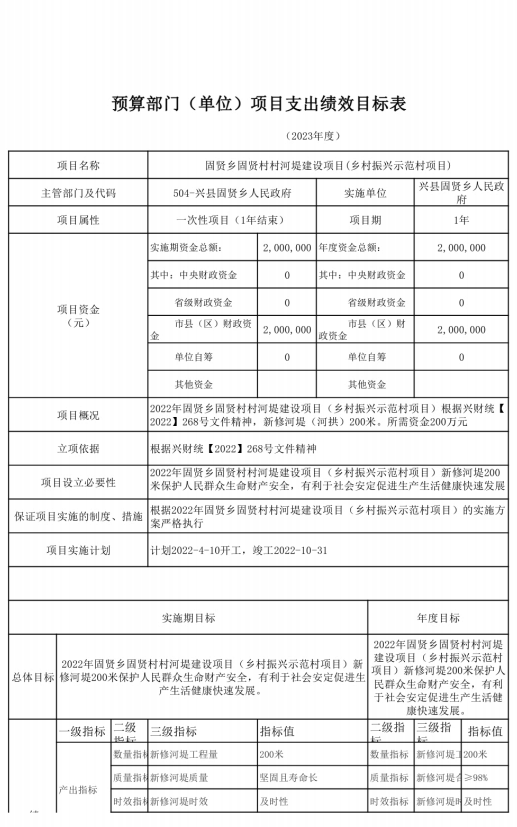 预算部门（单位）项目支出绩效目标表
（2023年度）
项目名称 固贤乡固贤村村河堤建设项目(乡村振兴示范村项目)
主管部门及代码 504-兴县固贤乡人民政府 实施单位 兴县固贤乡人民政
府
项目属性 一次性项目（1年结束） 项目期 1年
项目资金
（元）
实施期资金总额： 2,000,000 年度资金总额： 2,000,000
其中：中央财政资金 0 其中：中央财政资金 0
省级财政资金 0 省级财政资金 0
市县（区）财政资
金 2,000,000 市县（区）财
政资金 2,000,000
单位自筹 0 单位自筹 0
其他资金 其他资金
项目概况 2022年固贤乡固贤村村河堤建设项目（乡村振兴示范村项目）根据兴财统【
2022】268号文件精神，新修河堤（河拱）200米。所需资金200万元
立项依据 根据兴财统【2022】268号文件精神
项目设立必要性 2022年固贤乡固贤村村河堤建设项目（乡村振兴示范村项目）新修河堤200
米保护人民群众生命财产安全，有利于社会安定促进生产生活健康快速发展
保证项目实施的制度、措施 根据2022年固贤乡固贤村村河堤建设项目（乡村振兴示范村项目）的实施方
案严格执行
项目实施计划 计划2022-4-10开工，竣工2022-10-31
实施期目标 年度目标
总体目标
2022年固贤乡固贤村村河堤建设项目（乡村振兴示范村项目）新
修河堤200米保护人民群众生命财产安全，有利于社会安定促进生
产生活健康快速发展。
2022年固贤乡固贤村村河堤
建设项目（乡村振兴示范村
项目）新修河堤200米保护人
民群众生命财产安全，有利
于社会安定促进生产生活健
康快速发展。
一级指标 二级
指标 三级指标 指标值 二级指
标 三级指
标 指标值
产出指标
数量指标 新修河堤工程量 200米 数量指标 新修河堤工 200米
质量指标 新修河堤质量 坚固且寿命长 质量指标 新修河堤合 ≥98%
时效指标 新修河堤时效 及时性 时效指标 新修河堤时 及时性